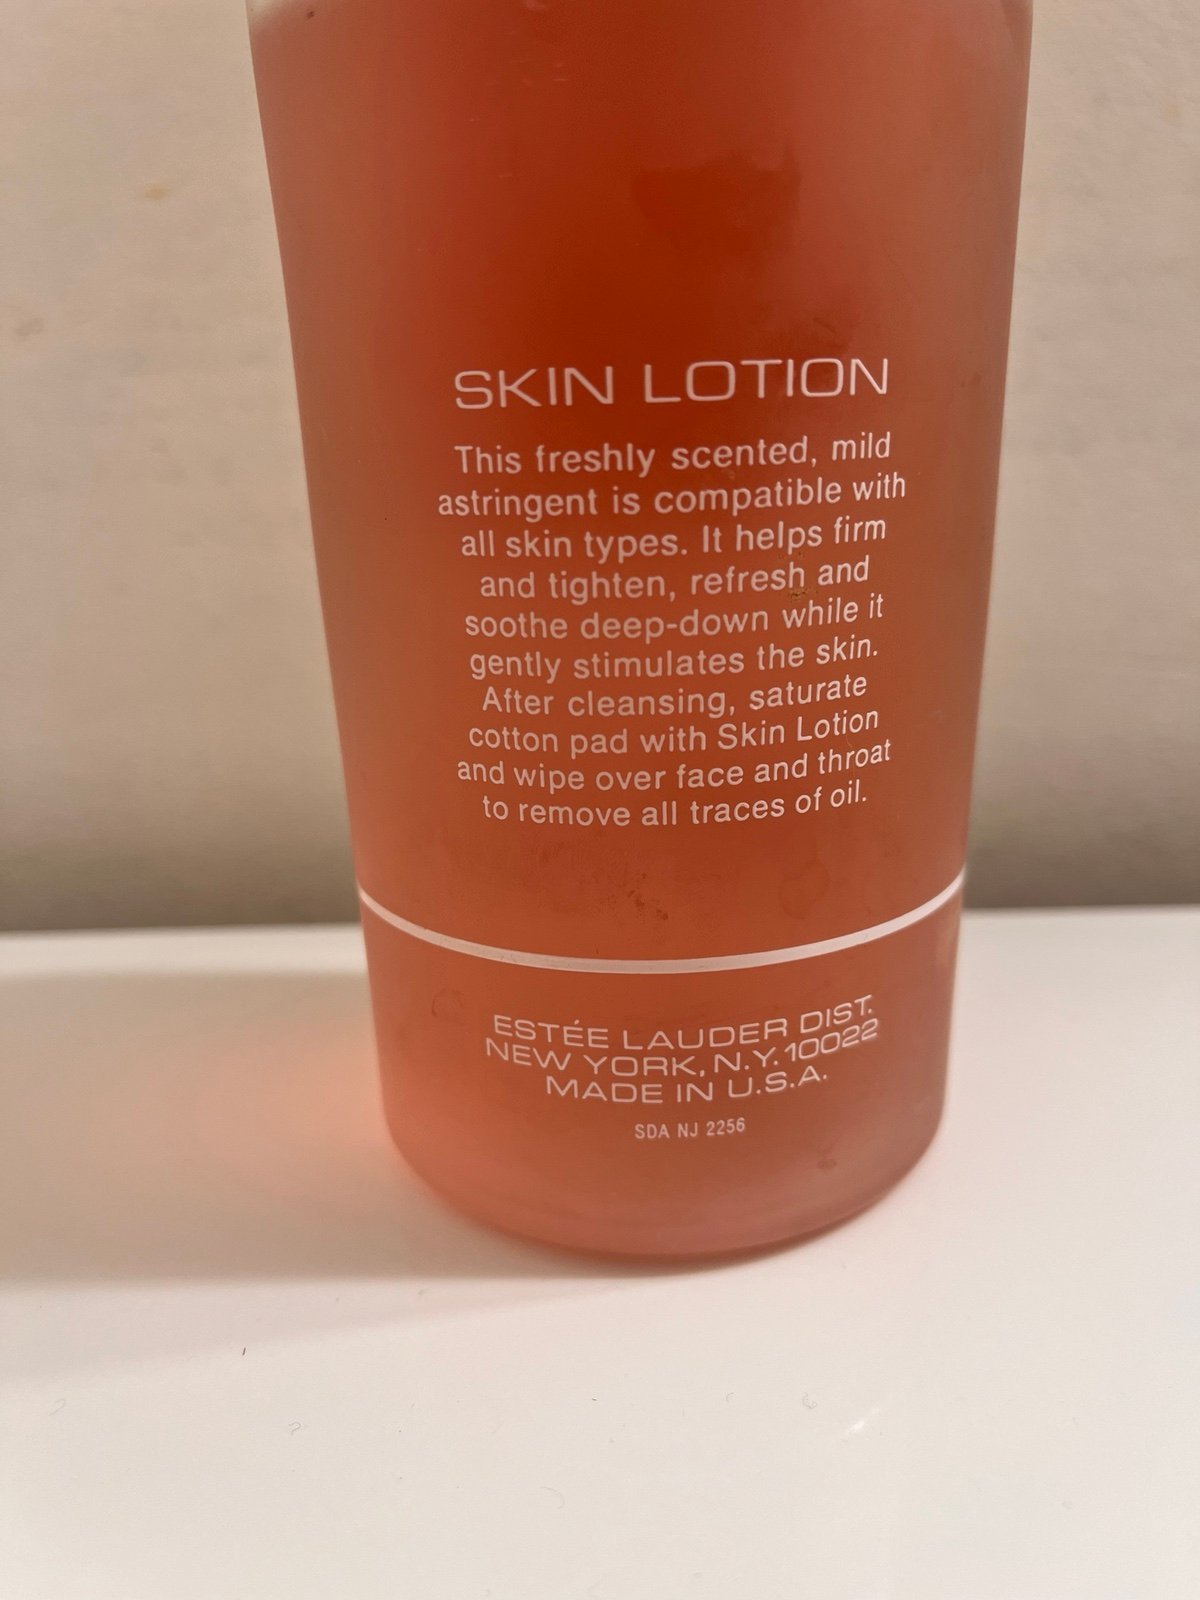 SKIN LOTION
This freshly scented, mild
astringent is compatible with
all skin types. It helps firm
and tighten, refresh and
soothe deep-down while it
gently stimulates the skin.
After cleansing, saturate
cotton pad with Skin Lotion
and wipe over face and throat
to remove all traces of oil.
ESTÉE LAUDER DIST.
NEW YORK, N.Y. 10022
MADE IN U.S.A.
SDA NJ 2256